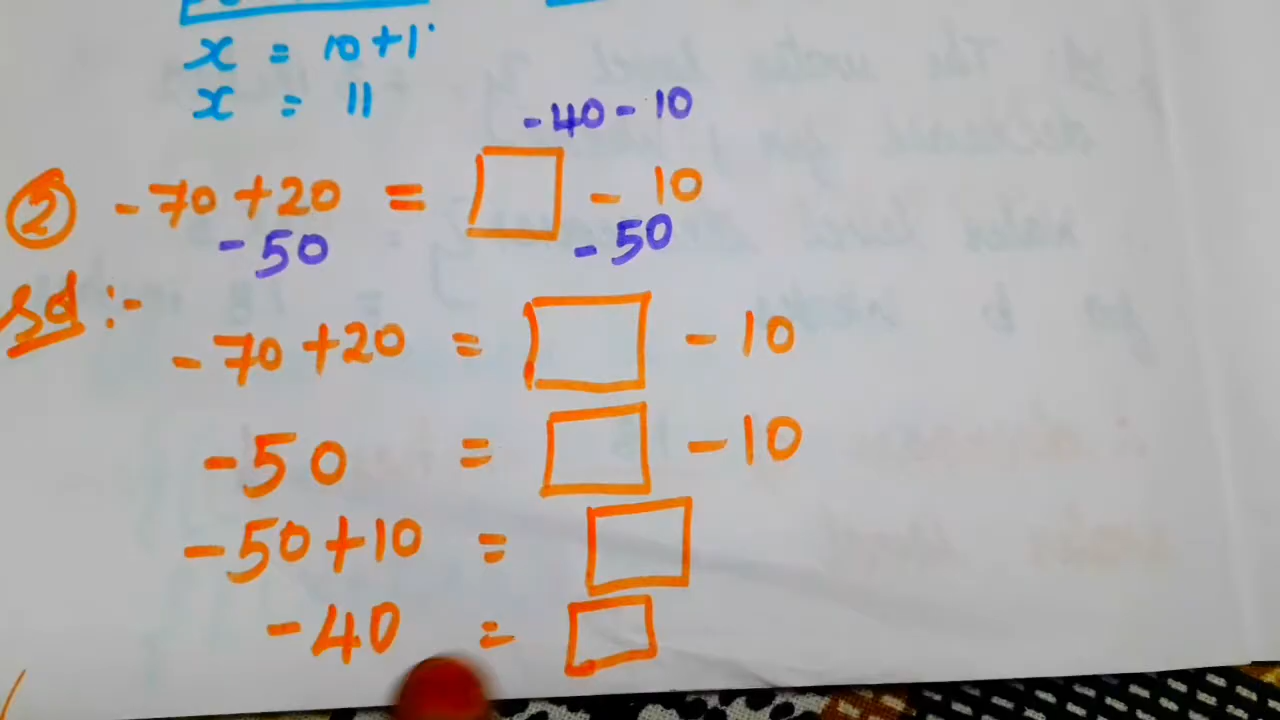 x = 10+1
x = 11
-40-10
② -70+20 = □ - 10
-50 -50
Sol :-
-70+20 = □ - 10
-50 = □ -10
-50+10 = □
-40 = □